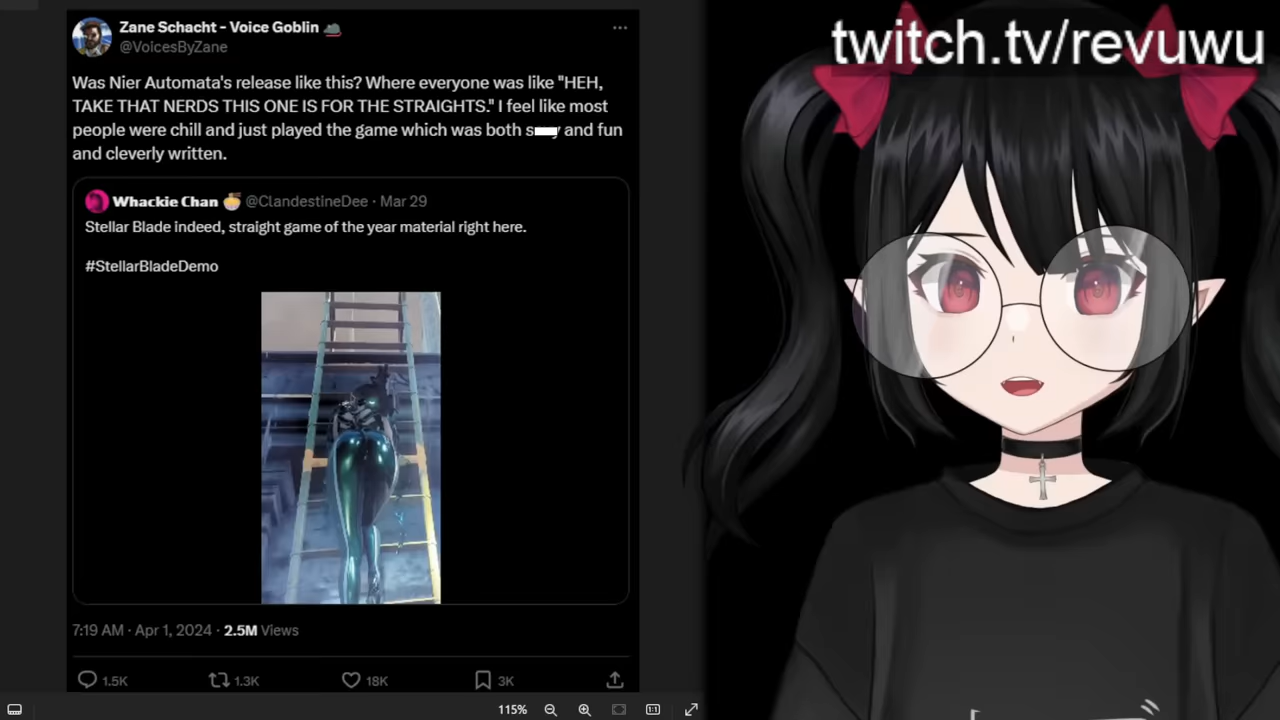 Zane Schacht - Voice Goblin
@VoicesByZane
twitch.tv/revuwu
Was Nier Automata's release like this? Where everyone was like "HEH,
TAKE THAT NERDS THIS ONE IS FOR THE STRAIGHTS." I feel like most
people were chill and just played the game which was both s y and fun
and cleverly written.
Whackie Chan @ClandestineDee · Mar 29
Stellar Blade indeed, straight game of the year material right here.
#StellarBladeDemo
7:19 AM · Apr 1, 2024 · 2.5M Views
1.5K 1.3K 18K 3K
115% 1:1